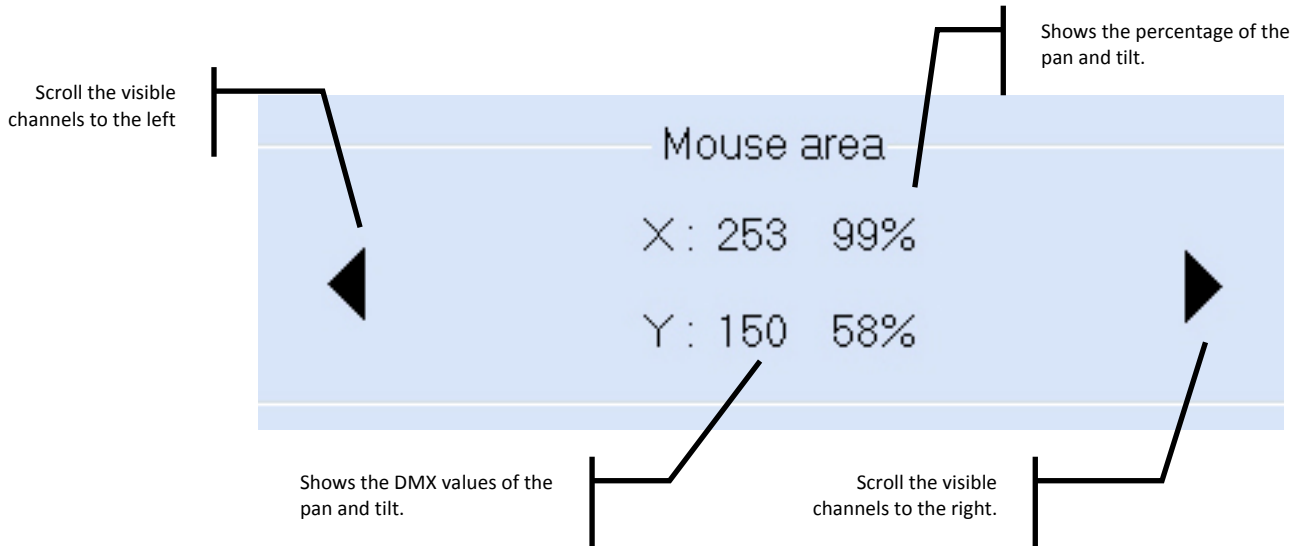 Shows the percentage of the
pan and tilt.
Scroll the visible
channels to the left
Mouse area
X: 253 99%
Y: 150 58%
Shows the DMX values of the
pan and tilt.
Scroll the visible
channels to the right.